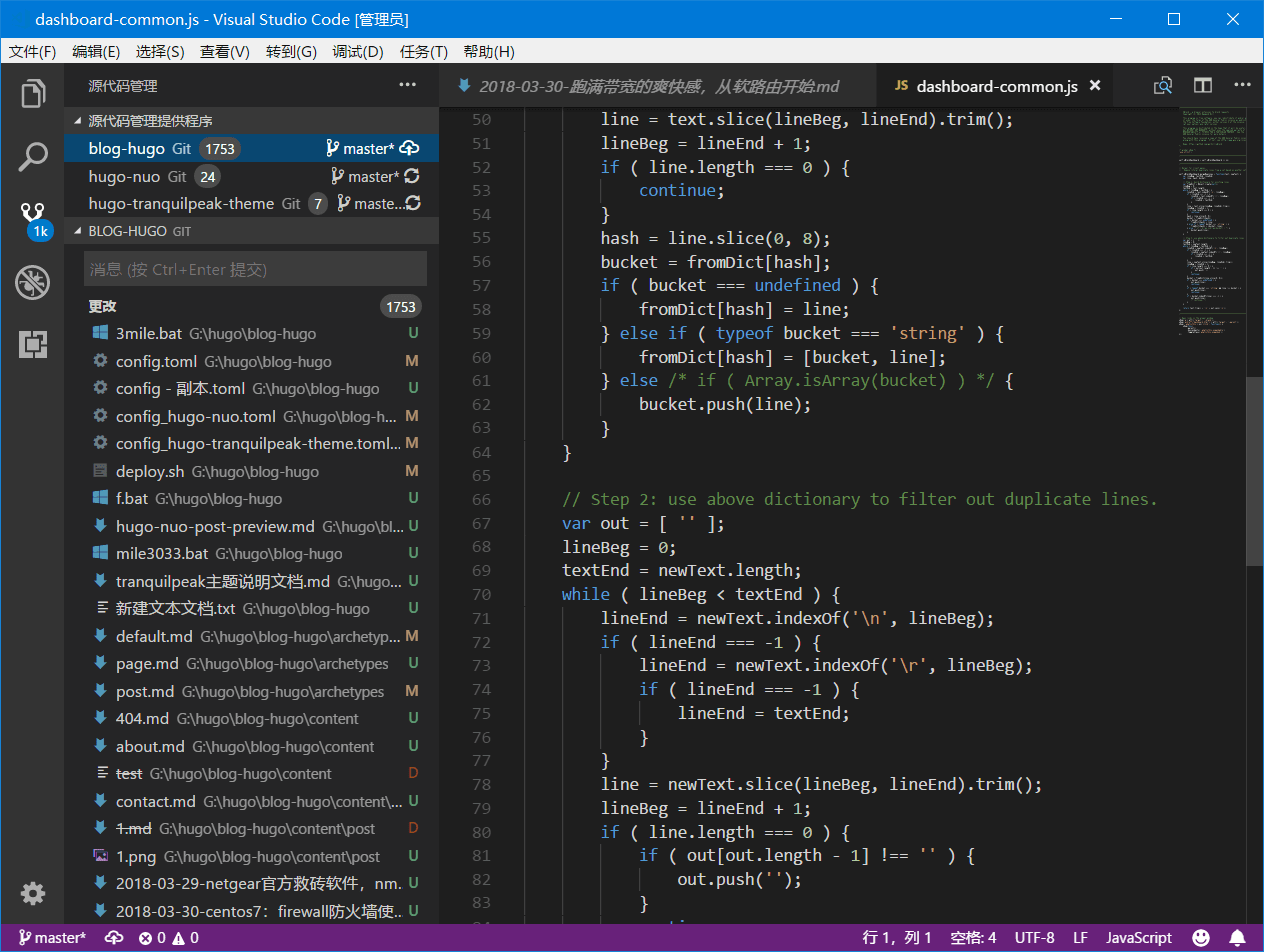 dashboard-common.js - Visual Studio Code [管理员]
文件(F) 编辑(E) 选择(S) 查看(V) 转到(G) 调试(D) 任务(T) 帮助(H)
源代码管理
源代码管理提供程序
blog-hugo Git 1753 master*
hugo-nuo Git 24 master*
hugo-tranquilpeak-theme Git 7 maste...
1k
BLOG-HUGO GIT
消息 (按 Ctrl+Enter 提交)
更改 1753
3mile.bat G:\hugo\blog-hugo U
config.toml G:\hugo\blog-hugo M
config - 副本.toml G:\hugo\blog-hugo U
config_hugo-nuo.toml G:\hugo\blog-h... M
config_hugo-tranquilpeak-theme.toml... M
deploy.sh G:\hugo\blog-hugo M
f.bat G:\hugo\blog-hugo U
hugo-nuo-post-preview.md G:\hugo\bl... U
mile3033.bat G:\hugo\blog-hugo U
tranquilpeak主题说明文档.md G:\hugo... U
新建文本文档.txt G:\hugo\blog-hugo U
default.md G:\hugo\blog-hugo\archetyp... M
page.md G:\hugo\blog-hugo\archetypes U
post.md G:\hugo\blog-hugo\archetypes M
404.md G:\hugo\blog-hugo\content U
about.md G:\hugo\blog-hugo\content U
test G:\hugo\blog-hugo\content D
contact.md G:\hugo\blog-hugo\content\... U
1.md G:\hugo\blog-hugo\content\post D
1.png G:\hugo\blog-hugo\content\post U
2018-03-29-netgear官方救砖软件，nm... U
2018-03-30-centos7：firewall防火墙使... U
2018-03-30-跑满带宽的爽快感，从软路由开始.md
JS dashboard-common.js
50 line = text.slice(lineBeg, lineEnd).trim();
51 lineBeg = lineEnd + 1;
52 if ( line.length === 0 ) {
53 continue;
54 }
55 hash = line.slice(0, 8);
56 bucket = fromDict[hash];
57 if ( bucket === undefined ) {
58 fromDict[hash] = line;
59 } else if ( typeof bucket === 'string' ) {
60 fromDict[hash] = [bucket, line];
61 } else /* if ( Array.isArray(bucket) ) */ {
62 bucket.push(line);
63 }
64 }
65
66 // Step 2: use above dictionary to filter out duplicate lines.
67 var out = [ '' ];
68 lineBeg = 0;
69 textEnd = newText.length;
70 while ( lineBeg < textEnd ) {
71 lineEnd = newText.indexOf('\n', lineBeg);
72 if ( lineEnd === -1 ) {
73 lineEnd = newText.indexOf('\r', lineBeg);
74 if ( lineEnd === -1 ) {
75 lineEnd = textEnd;
76 }
77 }
78 line = newText.slice(lineBeg, lineEnd).trim();
79 lineBeg = lineEnd + 1;
80 if ( line.length === 0 ) {
81 if ( out[out.length - 1] !== '' ) {
82 out.push('');
83 }
master* 0 0 行 1，列 1 空格: 4 UTF-8 LF JavaScript